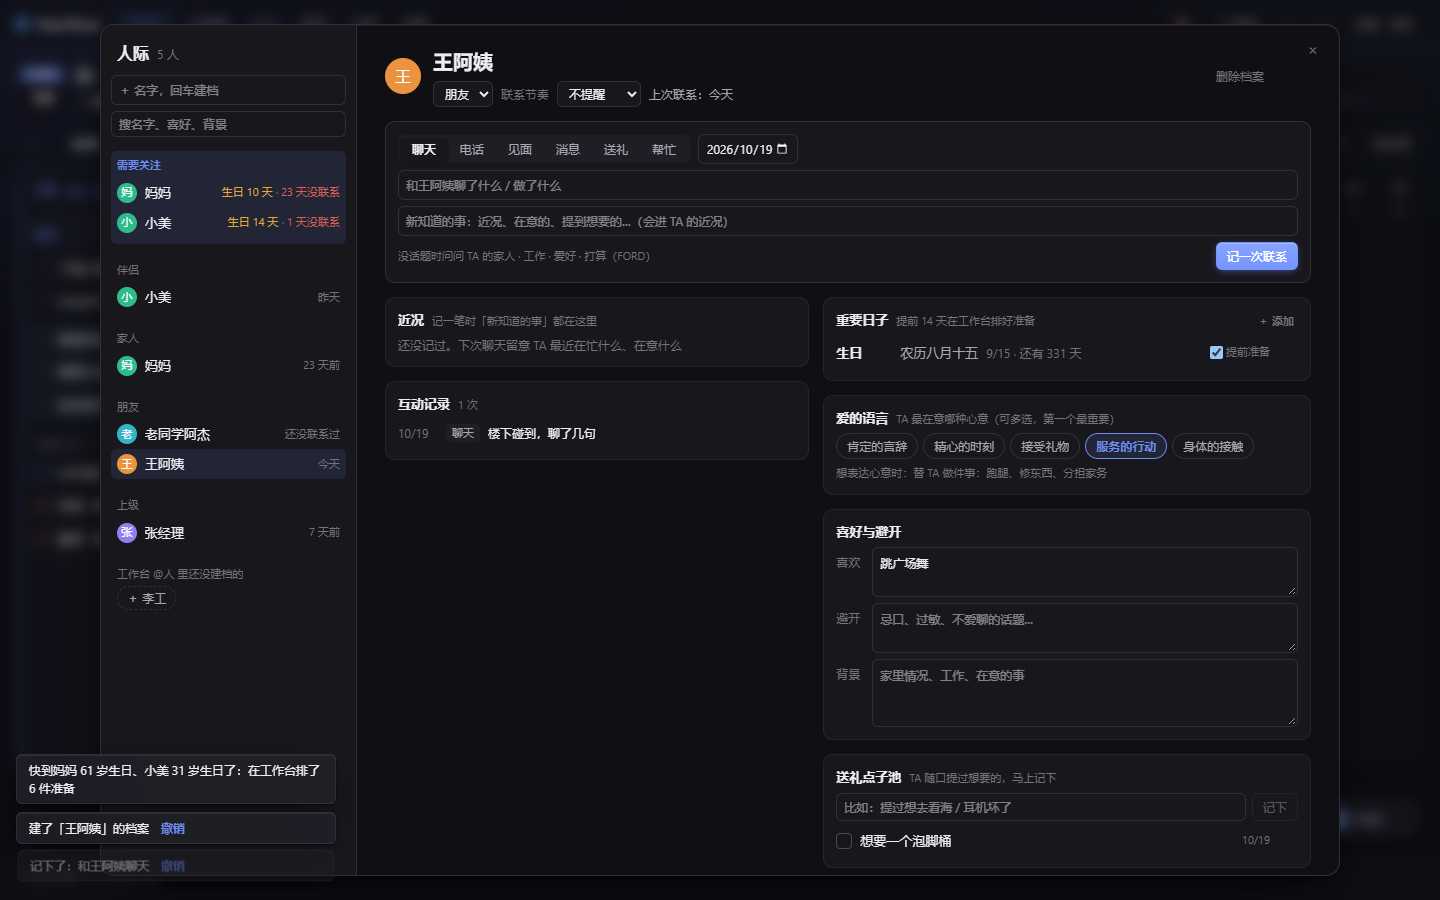 人际 5 人
+ 名字，回车建档
搜名字、喜好、背景
需要关注
妈 妈妈 生日 10 天 · 23 天没联系
小 小美 生日 14 天 · 1 天没联系
伴侣
小 小美 昨天
家人
妈 妈妈 23 天前
朋友
老 老同学阿杰 还没联系过
王 王阿姨 今天
上级
张 张经理 7 天前
工作台 @人 里还没建档的
+ 李工
快到妈妈 61 岁生日、小美 31 岁生日了：在工作台排了
6 件准备
建了「王阿姨」的档案 撤销
记下了：和王阿姨聊天 撤销
×
王 王阿姨
删除档案
朋友 联系节奏 不提醒 上次联系：今天
聊天 电话 见面 消息 送礼 帮忙 2026/10/19
和王阿姨聊了什么 / 做了什么
新知道的事：近况、在意的、提到想要的...（会进 TA 的近况）
没话题时问问 TA 的家人 · 工作 · 爱好 · 打算（FORD）
记一次联系
近况 记一笔时「新知道的事」都在这里
还没记过。下次聊天留意 TA 最近在忙什么、在意什么
互动记录 1 次
10/19 聊天 楼下碰到，聊了几句
重要日子 提前 14 天在工作台排好准备 + 添加
生日 农历八月十五 9/15 · 还有 331 天 提前准备
爱的语言 TA 最在意哪种心意（可多选，第一个最重要）
肯定的言辞 精心的时刻 接受礼物 服务的行动 身体的接触
想表达心意时：替 TA 做件事：跑腿、修东西、分担家务
喜好与避开
喜欢 跳广场舞
避开 忌口、过敏、不爱聊的话题...
背景 家里情况、工作、在意的事
送礼点子池 TA 随口提过想要的，马上记下
比如：提过想去看海 / 耳机坏了 记下
想要一个泡脚桶 10/19